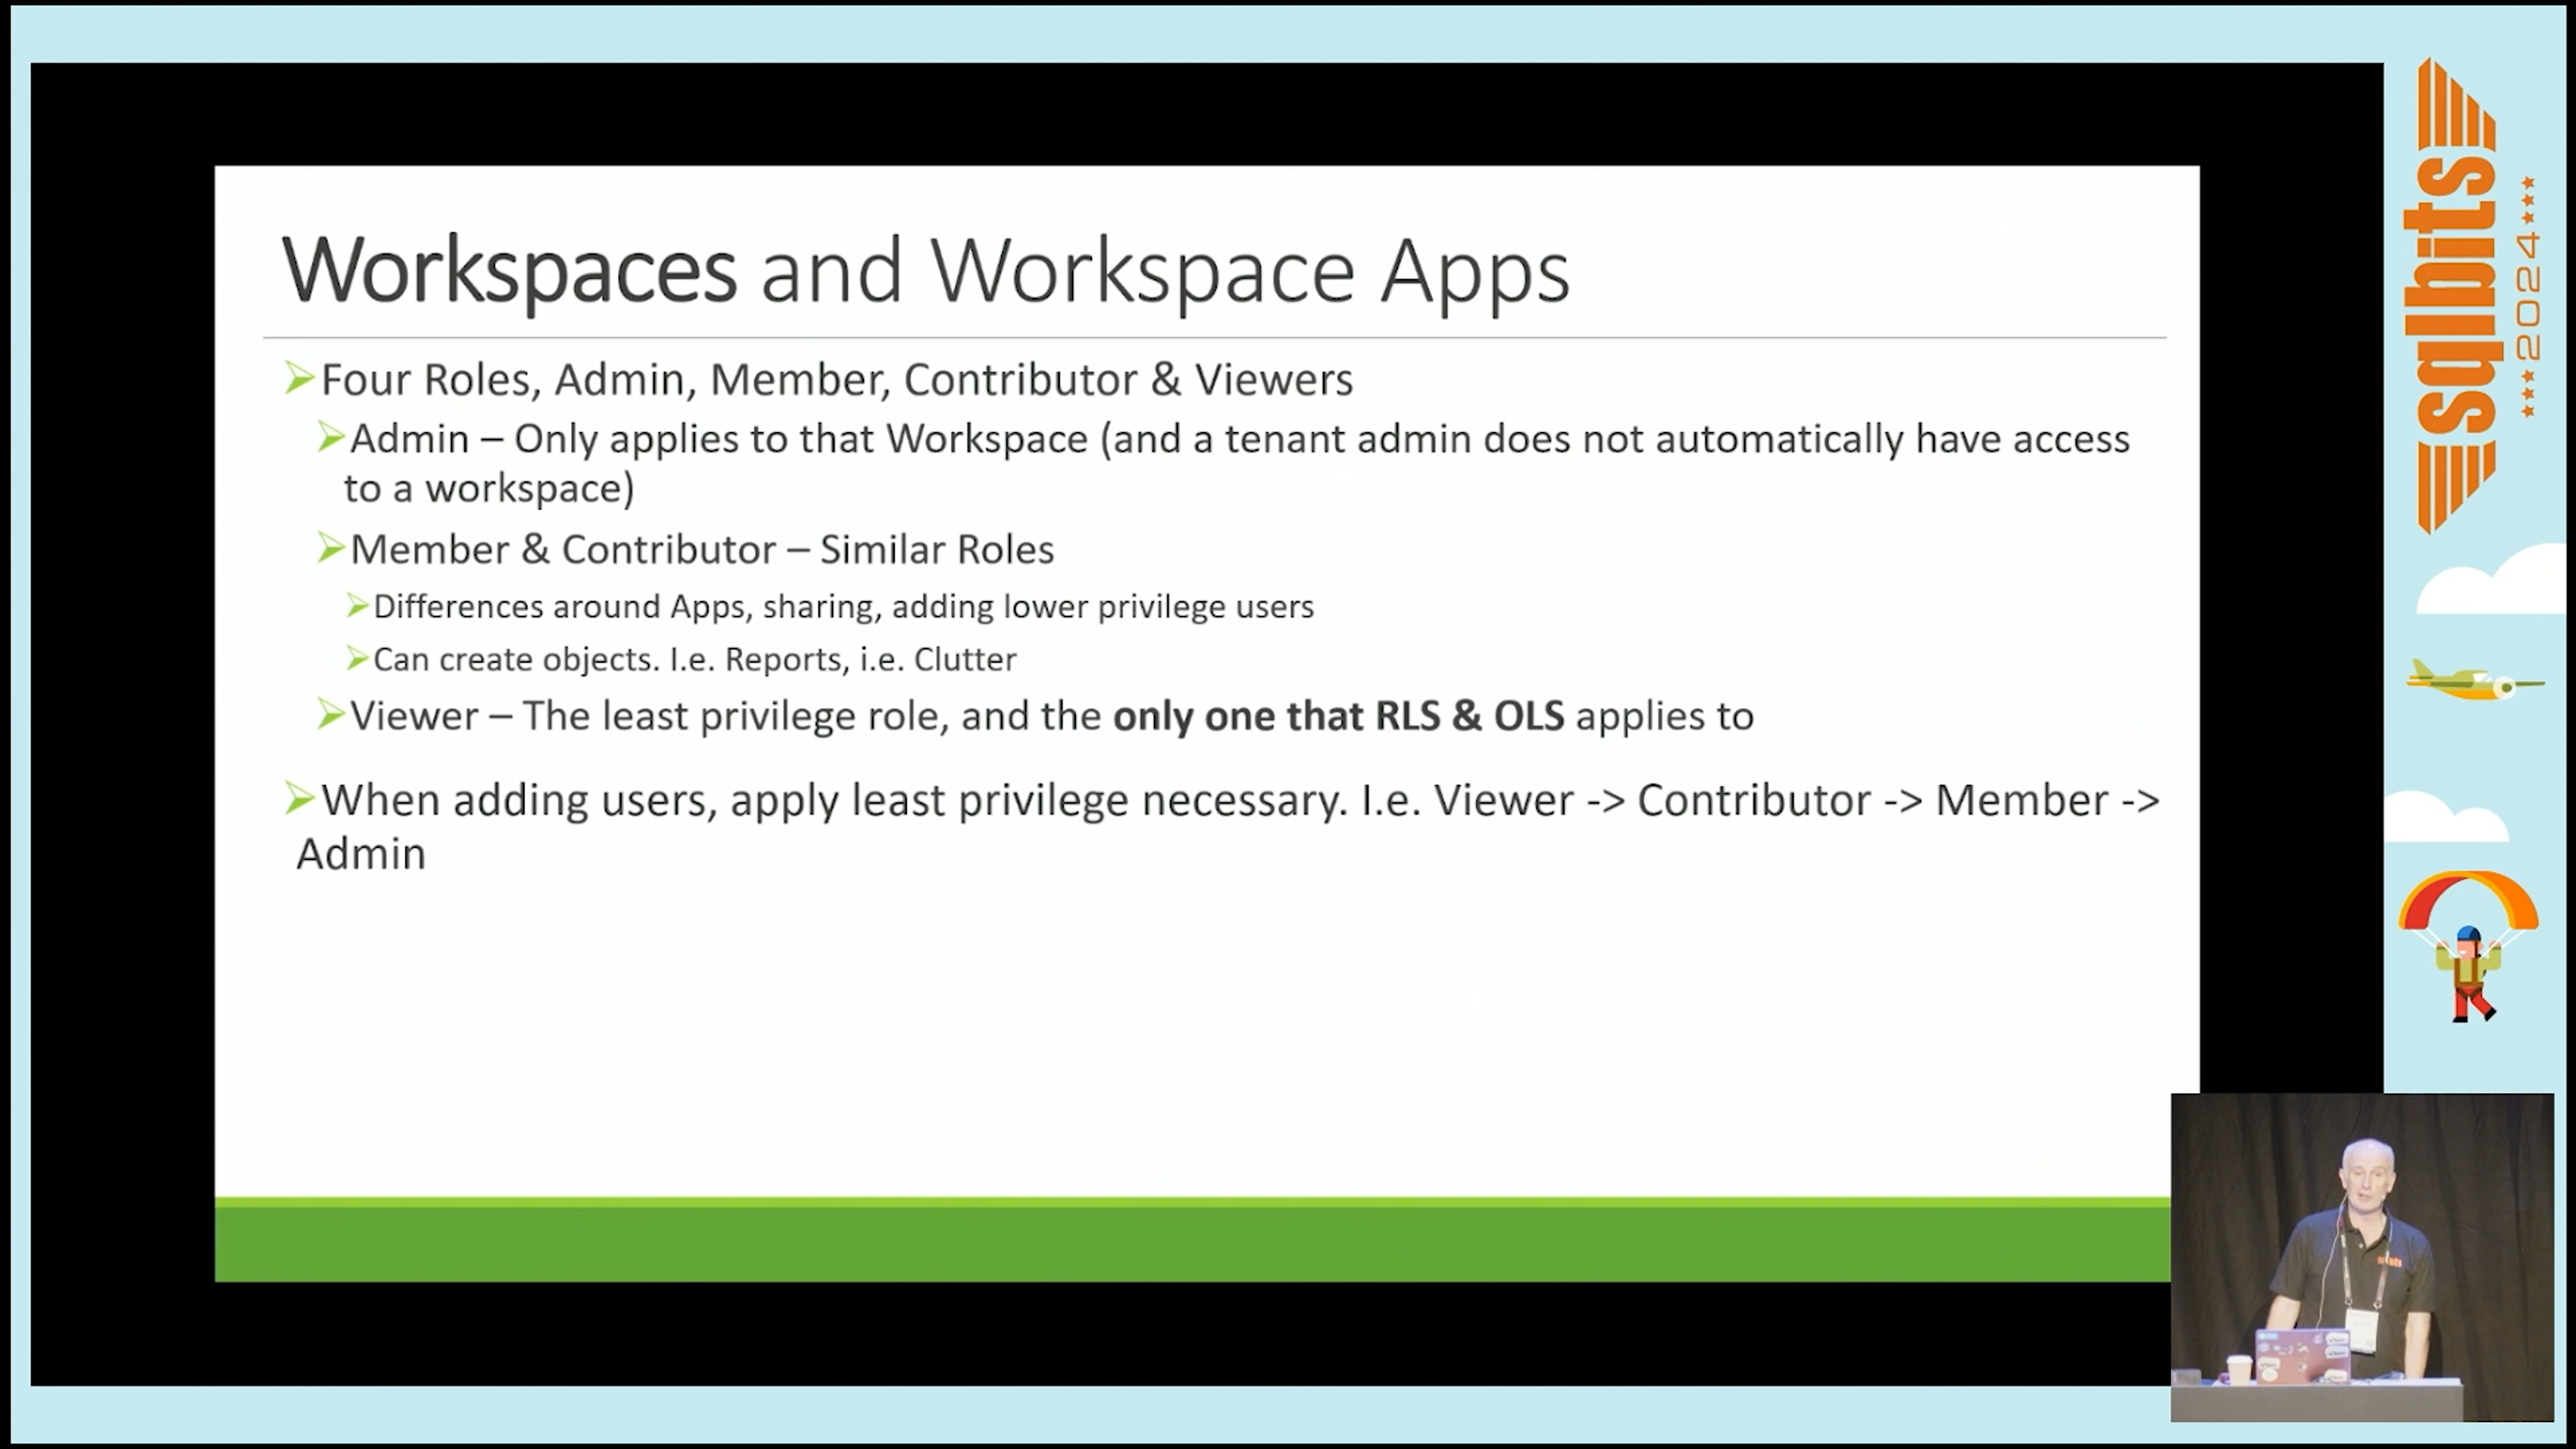 Workspaces and Workspace Apps
Four Roles, Admin, Member, Contributor & Viewers
Admin – Only applies to that Workspace (and a tenant admin does not automatically have access
to a workspace)
Member & Contributor – Similar Roles
Differences around Apps, sharing, adding lower privilege users
Can create objects. I.e. Reports, i.e. Clutter
Viewer – The least privilege role, and the only one that RLS & OLS applies to
When adding users, apply least privilege necessary. I.e. Viewer -> Contributor -> Member ->
Admin
sqlbits
2024